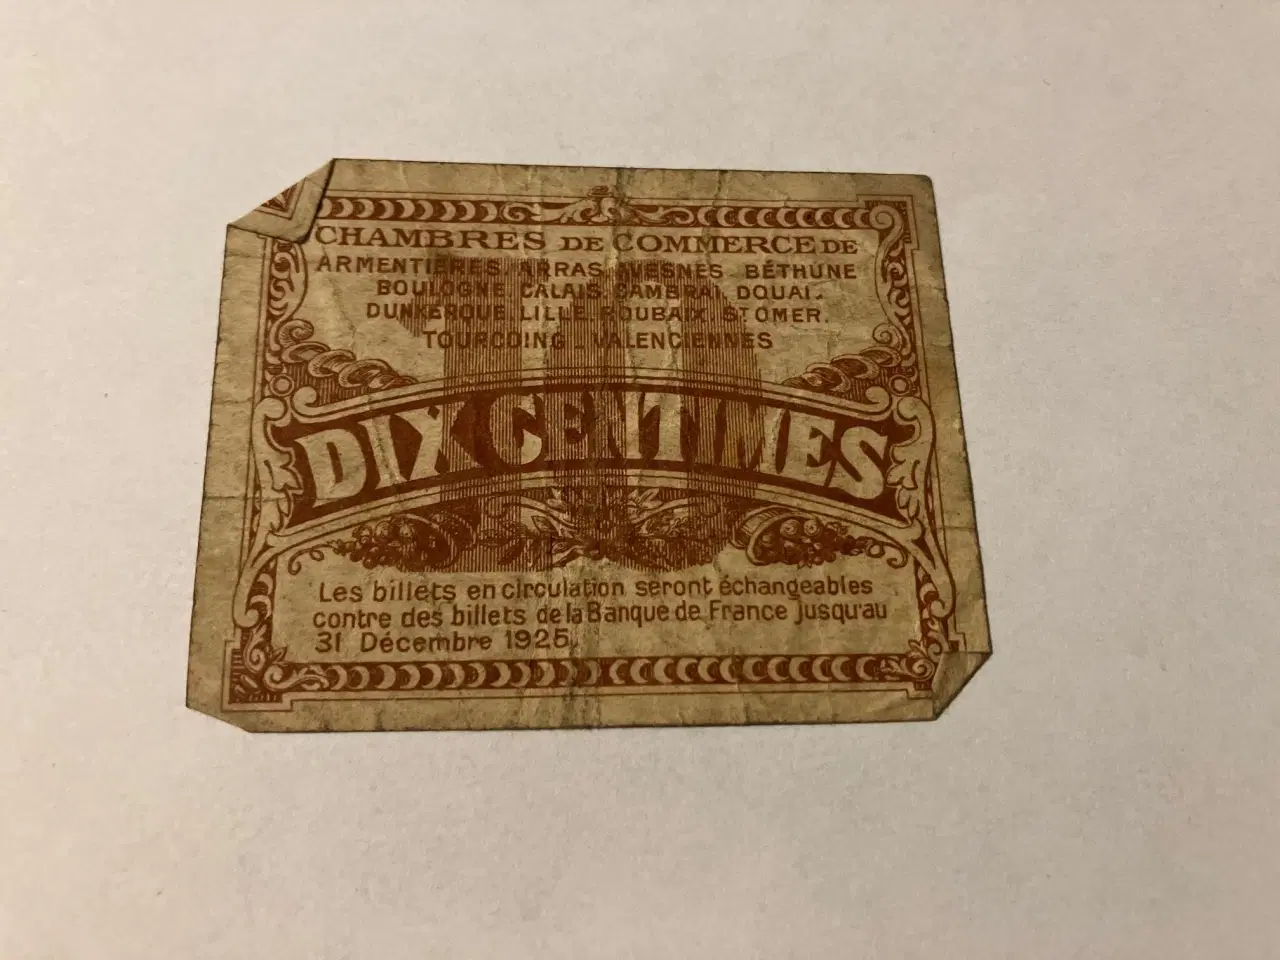 CHAMBRES DE COMMERCE DE
ARMENTIÈRES. ARRAS. AVESNES. BÉTHUNE
BOULOGNE. CALAIS. CAMBRAI. DOUAI.
DUNKERQUE. LILLE. ROUBAIX. ST OMER.
TOURCOING _ VALENCIENNES
10
DIX CENTIMES
Les billets en circulation seront échangeables
contre des billets de la Banque de France jusqu'au
31 Décembre 1925.